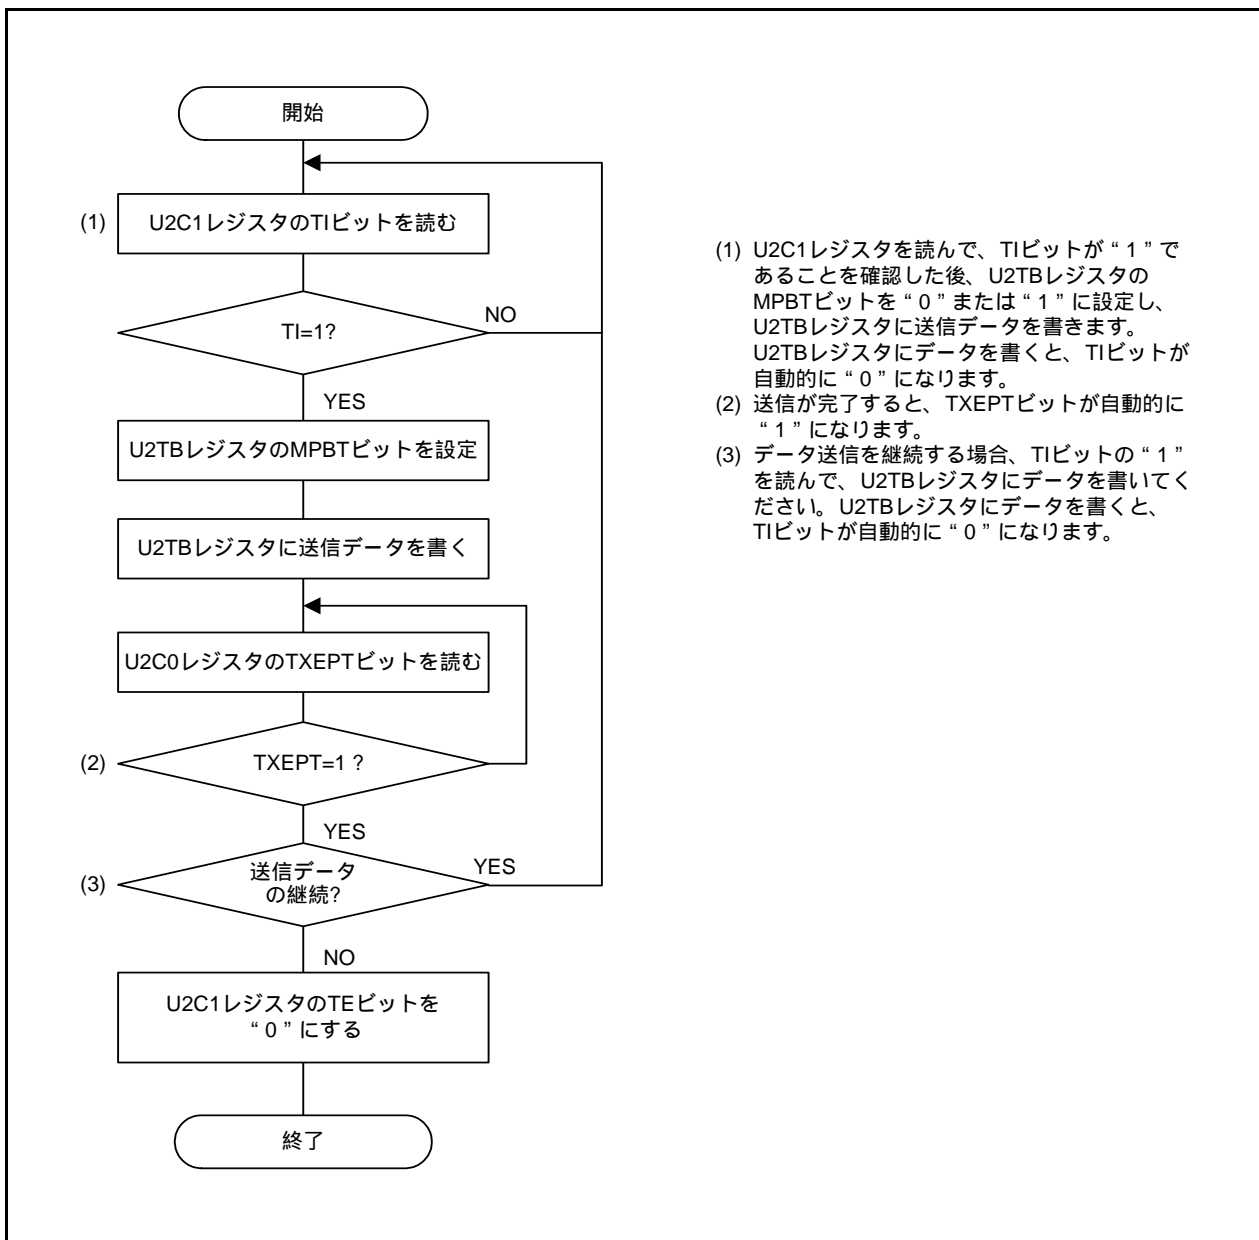 開始
(1)
U2C1レジスタのTIビットを読む
TI=1?
NO
YES
U2TBレジスタのMPBTビットを設定
U2TBレジスタに送信データを書く
U2C0レジスタのTXEPTビットを読む
(2)
TXEPT=1 ?
YES
(3)
送信データ
の継続?
YES
NO
U2C1レジスタのTEビットを
“ 0 ” にする
終了
(1) U2C1レジスタを読んで、TIビットが “ 1 ” で
あることを確認した後、U2TBレジスタの
MPBTビットを “ 0 ” または “ 1 ” に設定し、
U2TBレジスタに送信データを書きます。
U2TBレジスタにデータを書くと、TIビットが
自動的に “ 0 ” になります。
(2) 送信が完了すると、TXEPTビットが自動的に
“ 1 ” になります。
(3) データ送信を継続する場合、TIビットの “ 1 ”
を読んで、U2TBレジスタにデータを書いてく
ださい。U2TBレジスタにデータを書くと、
TIビットが自動的に “ 0 ” になります。